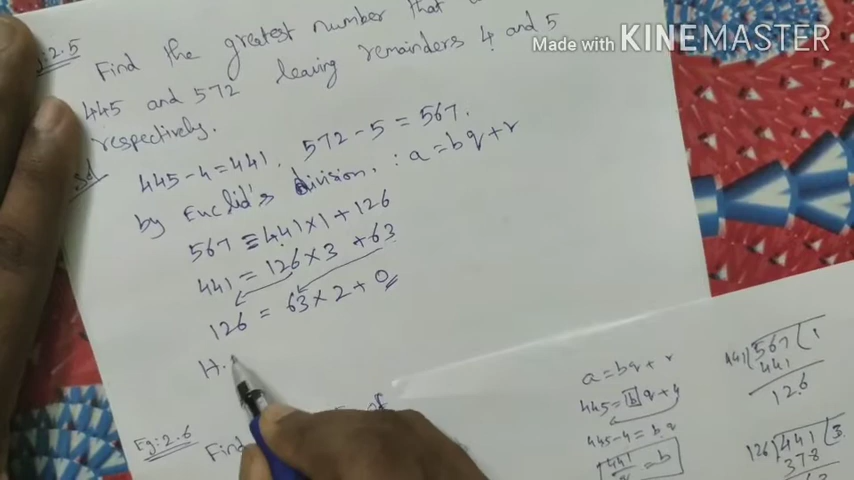 Made with KINEMASTER
g:2.5
Find the greatest number that
445 and 572 leaving remainders 4 and 5
respectively.
Sol
445-4=441. 572-5=567.
by Euclid's Division. : a=bq+r
567 = 441×1+126
441 = 126×3 +63
126 = 63×2+0
H.
Eg:2.6
Find
of
a=bq+r
445=bq+4
445-4=b.q
441
=b
441 567 1
441
126
126 441 3
378